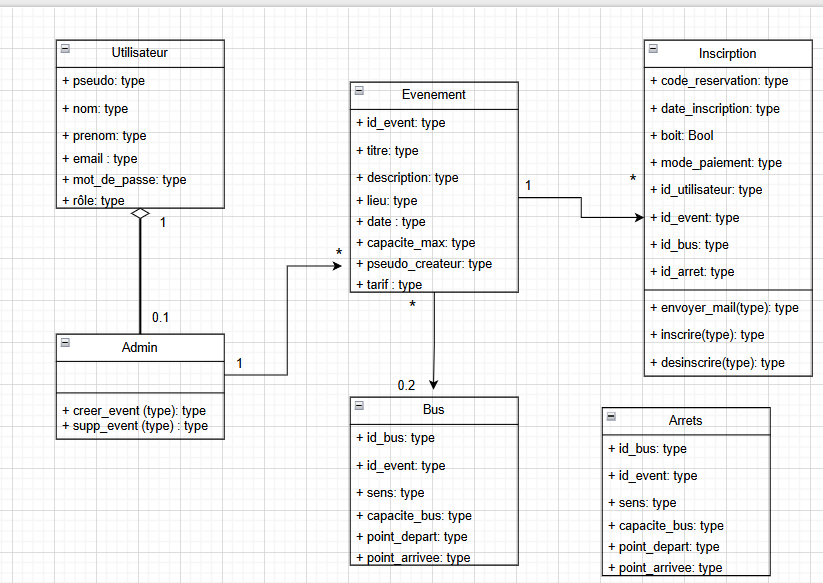 Utilisateur
+ pseudo: type
+ nom: type
+ prenom: type
+ email : type
+ mot_de_passe: type
+ rôle: type
1
0.1
Admin
+ creer_event (type): type
+ supp_event (type) : type
1
*
Evenement
+ id_event: type
+ titre: type
+ description: type
+ lieu: type
+ date : type
+ capacite_max: type
+ pseudo_createur: type
+ tarif : type
*
0.2
1
*
Bus
+ id_bus: type
+ id_event: type
+ sens: type
+ capacite_bus: type
+ point_depart: type
+ point_arrivee: type
Inscirption
+ code_reservation: type
+ date_inscription: type
+ boit: Bool
+ mode_paiement: type
+ id_utilisateur: type
+ id_event: type
+ id_bus: type
+ id_arret: type
+ envoyer_mail(type): type
+ inscrire(type): type
+ desinscrire(type): type
Arrets
+ id_bus: type
+ id_event: type
+ sens: type
+ capacite_bus: type
+ point_depart: type
+ point_arrivee: type